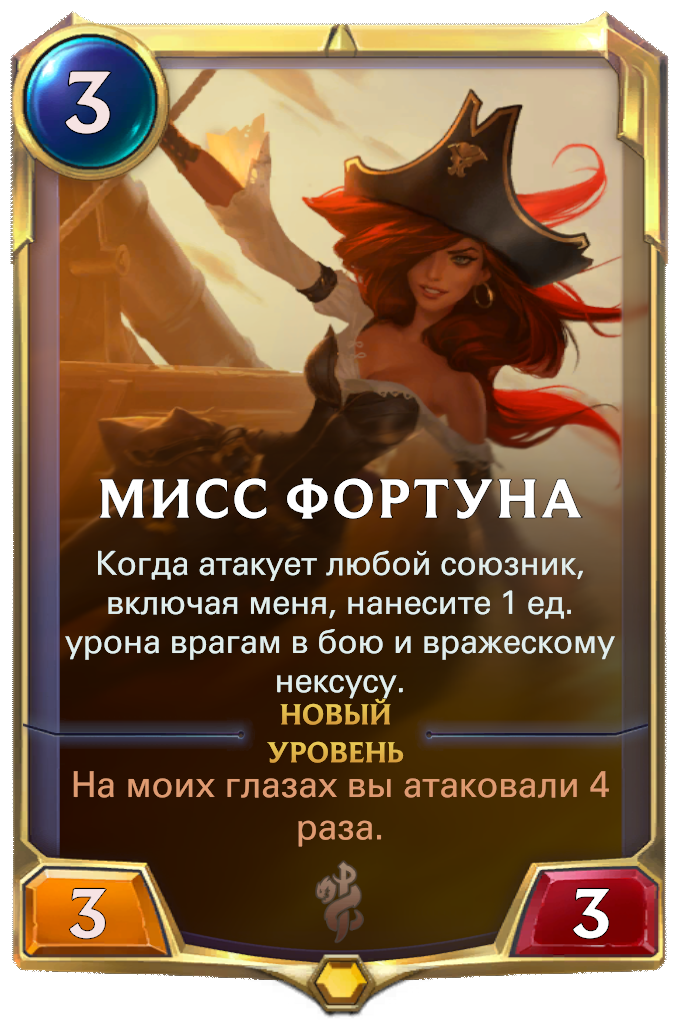 3
МИСС ФОРТУНА
Когда атакует любой союзник,
включая меня, нанесите 1 ед.
урона врагам в бою и вражескому
нексусу.
НОВЫЙ
УРОВЕНЬ
На моих глазах вы атаковали 4
раза.
3
3